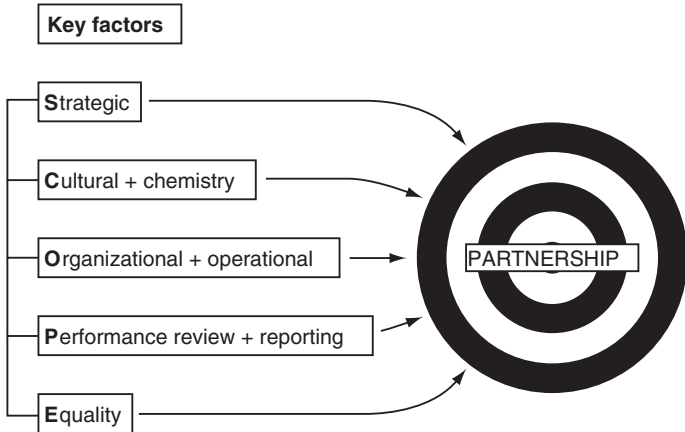 Key factors
Strategic
Cultural + chemistry
Organizational + operational
PARTNERSHIP
Performance review + reporting
Equality